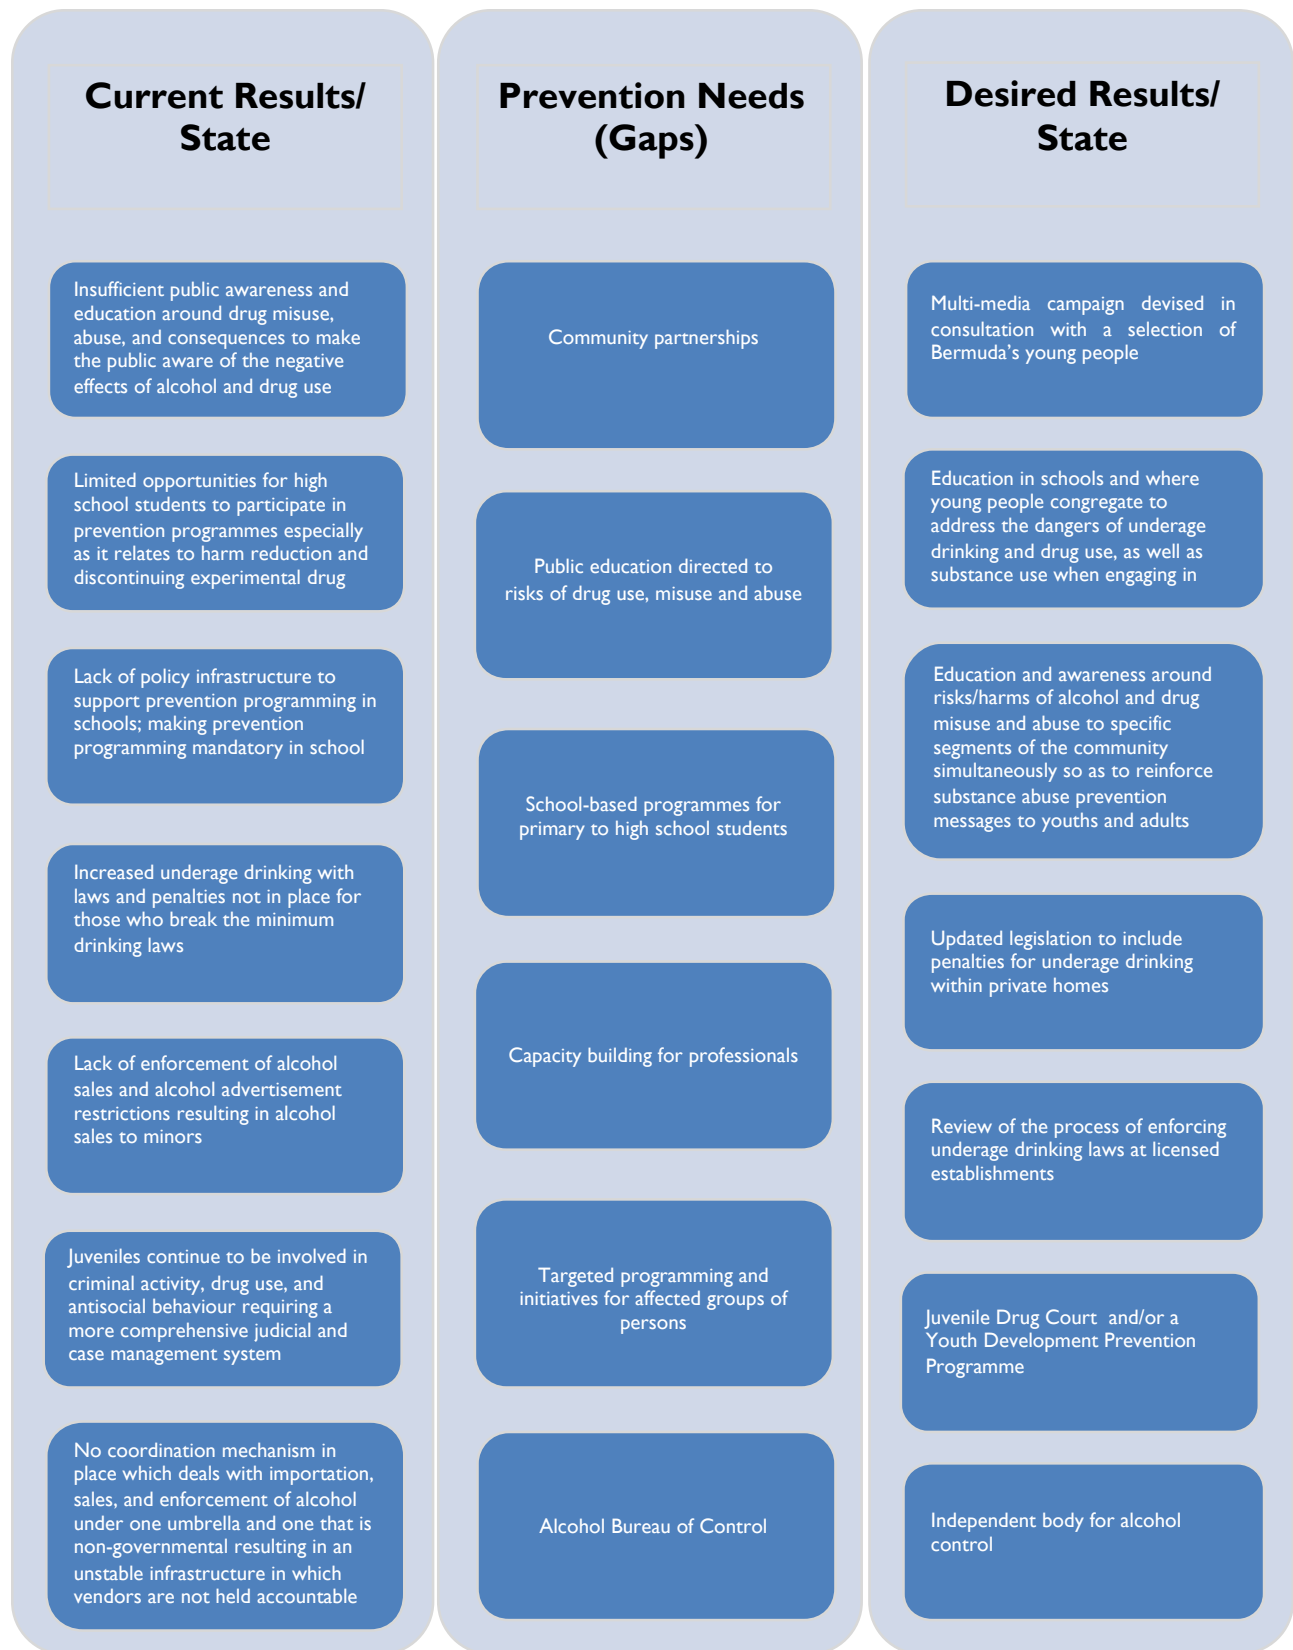 Current Results/
State
Insufficient public awareness and
education around drug misuse,
abuse, and consequences to make
the public aware of the negative
effects of alcohol and drug use
Limited opportunities for high
school students to participate in
prevention programmes especially
as it relates to harm reduction and
discontinuing experimental drug
Lack of policy infrastructure to
support prevention programming in
schools; making prevention
programming mandatory in school
Increased underage drinking with
laws and penalties not in place for
those who break the minimum
drinking laws
Lack of enforcement of alcohol
sales and alcohol advertisement
restrictions resulting in alcohol
sales to minors
Juveniles continue to be involved in
criminal activity, drug use, and
antisocial behaviour requiring a
more comprehensive judicial and
case management system
No coordination mechanism in
place which deals with importation,
sales, and enforcement of alcohol
under one umbrella and one that is
non-governmental resulting in an
unstable infrastructure in which
vendors are not held accountable
Prevention Needs
(Gaps)
Community partnerships
Public education directed to
risks of drug use, misuse and abuse
School-based programmes for
primary to high school students
Capacity building for professionals
Targeted programming and
initiatives for affected groups of
persons
Alcohol Bureau of Control
Desired Results/
State
Multi-media campaign devised in
consultation with a selection of
Bermuda's young people
Education in schools and where
young people congregate to
address the dangers of underage
drinking and drug use, as well as
substance use when engaging in
Education and awareness around
risks/harms of alcohol and drug
misuse and abuse to specific
segments of the community
simultaneously so as to reinforce
substance abuse prevention
messages to youths and adults
Updated legislation to include
penalties for underage drinking
within private homes
Review of the process of enforcing
underage drinking laws at licensed
establishments
Juvenile Drug Court and/or a
Youth Development Prevention
Programme
Independent body for alcohol
control